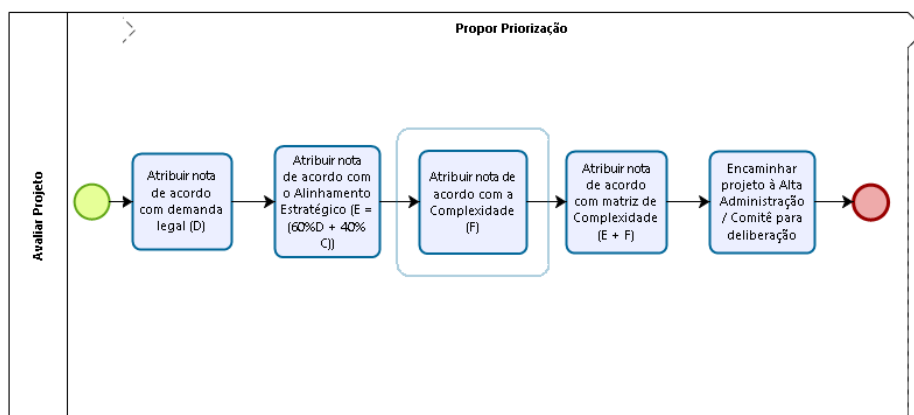 Propor Priorização
Avaliar Projeto
Atribuir nota
de acordo
com demanda
legal (D)
Atribuir nota
de acordo com
o Alinhamento
Estratégico (E =
(60%D + 40%
C))
Atribuir nota de
acordo com a
Complexidade
(F)
Atribuir nota
de acordo
com matriz de
Complexidade
(E + F)
Encaminhar
projeto à Alta
Administração
/ Comitê para
deliberação